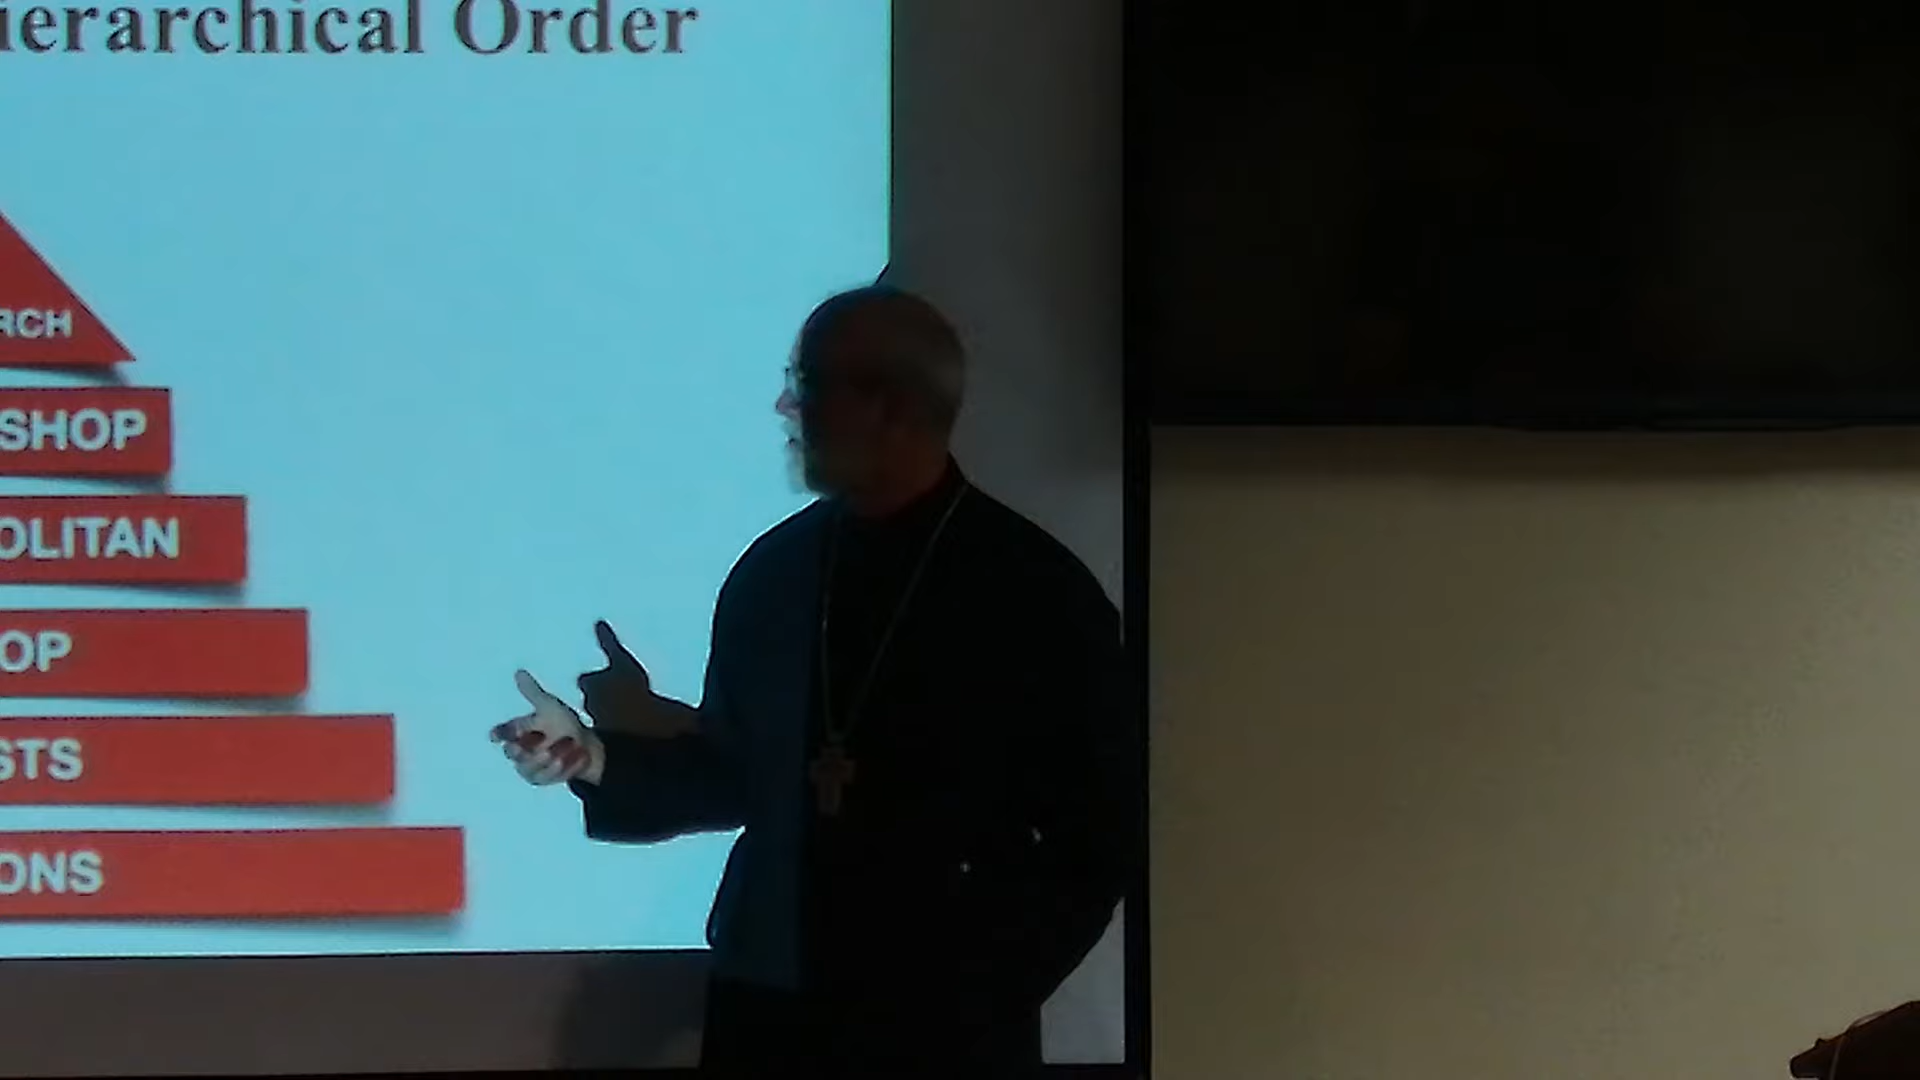 ierarchical Order
RCH
SHOP
OLITAN
OP
STS
ONS